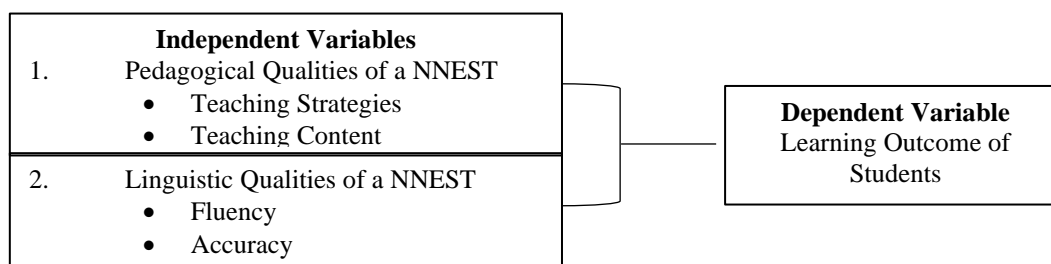 Independent Variables
1. Pedagogical Qualities of a NNEST
• Teaching Strategies
• Teaching Content
2. Linguistic Qualities of a NNEST
• Fluency
• Accuracy
Dependent Variable
Learning Outcome of
Students